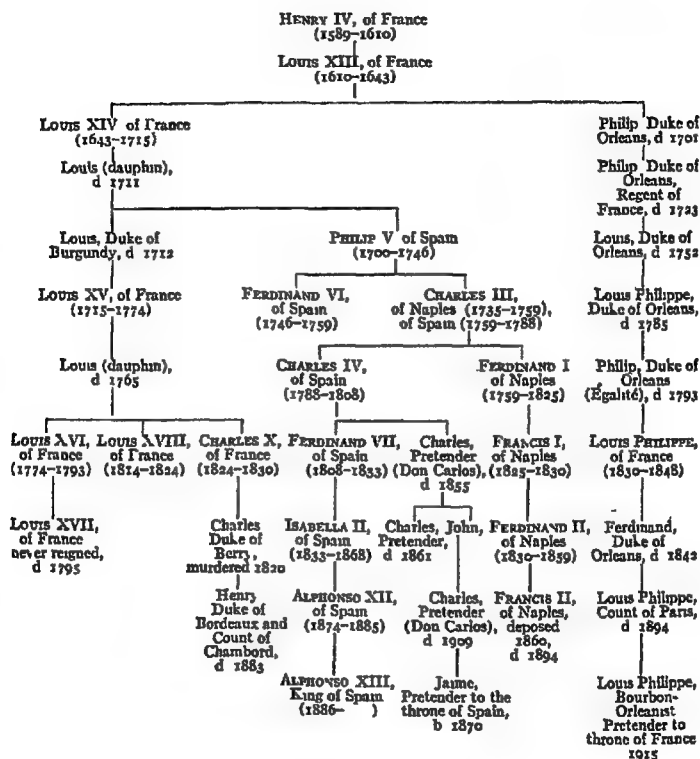 HENRY IV, of France
(1589–1610)
LOUIS XIII, of France
(1610–1643)
LOUIS XIV of France
(1643–1715)
Louis (dauphin),
d 1711
Philip Duke of
Orleans, d 1701
Philip Duke of
Orleans,
Regent of
France, d 1723
Louis, Duke of
Burgundy, d 1712
PHILIP V of Spain
(1700–1746)
Louis, Duke of
Orleans, d 1752
LOUIS XV, of France
(1715–1774)
FERDINAND VI,
of Spain
(1746–1759)
CHARLES III,
of Naples (1735–1759),
of Spain (1759–1788)
Louis Philippe,
Duke of Orleans,
d 1785
Louis (dauphin),
d 1765
CHARLES IV,
of Spain
(1788–1808)
FERDINAND I
of Naples
(1759–1825)
Philip, Duke of
Orleans
(Égalité), d 1793
LOUIS XVI,
of France
(1774–1793)
LOUIS XVIII,
of France
(1814–1824)
CHARLES X,
of France
(1824–1830)
FERDINAND VII,
of Spain
(1808–1833)
Charles,
Pretender
(Don Carlos),
d 1855
FRANCIS I,
of Naples
(1825–1830)
LOUIS PHILIPPE,
of France
(1830–1848)
LOUIS XVII,
of France
never reigned,
d 1795
Charles
Duke of
Berry,
murdered 1820
ISABELLA II,
of Spain
(1833–1868)
Charles,
Pretender,
d 1861
John,
FERDINAND II,
of Naples
(1830–1859)
Ferdinand,
Duke of
Orleans, d 1842
Henry
Duke of
Bordeaux and
Count of
Chambord,
d 1883
ALPHONSO XII,
of Spain
(1874–1885)
Charles,
Pretender
(Don Carlos),
d 1909
FRANCIS II,
of Naples,
deposed
1860,
d 1894
Louis Philippe,
Count of Paris,
d 1894
ALPHONSO XIII,
King of Spain
(1886– )
Jaime,
Pretender to the
throne of Spain,
b 1870
Louis Philippe,
Bourbon-
Orleanist
Pretender to
throne of France
1915